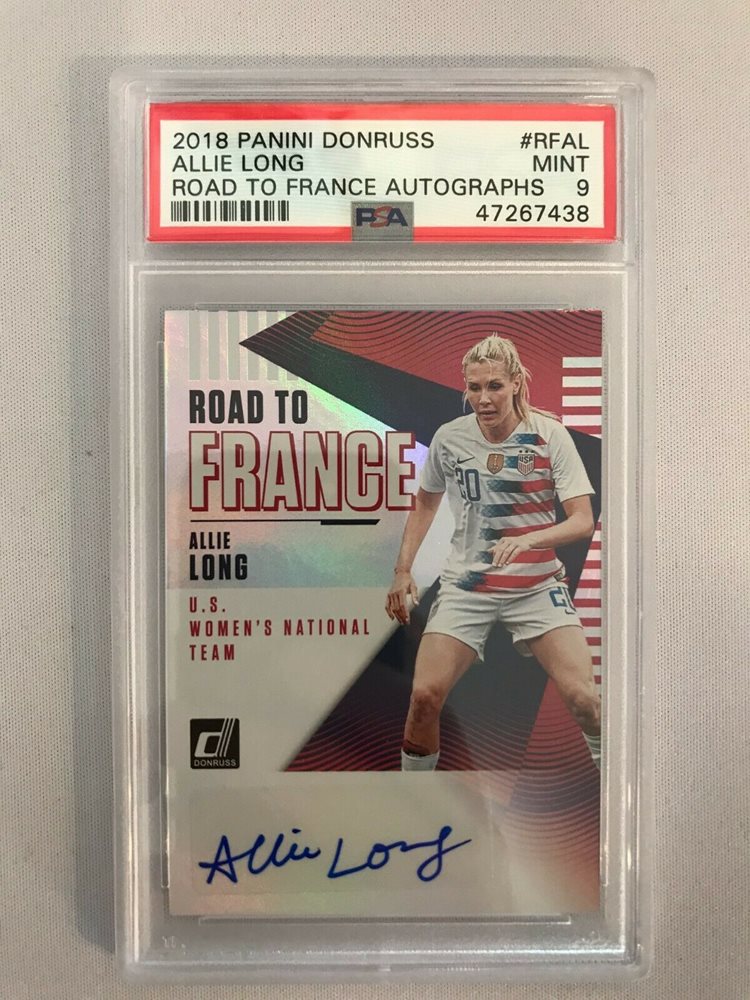 2018 PANINI DONRUSS #RFAL
ALLIE LONG MINT
ROAD TO FRANCE AUTOGRAPHS 9
PSA 47267438
ROAD TO
FRANCE
ALLIE
LONG
U.S.
WOMEN'S NATIONAL
TEAM
20
USA
20
d
DONRUSS
Allie Long